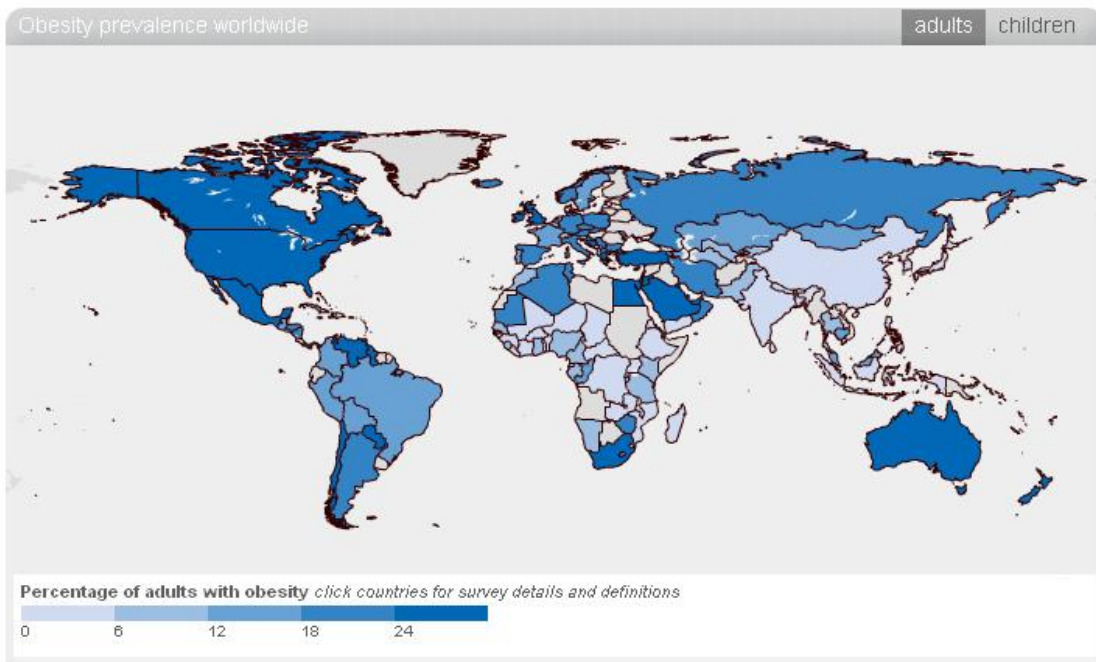 Obesity prevalence worldwide adults children
Percentage of adults with obesity click countries for survey details and definitions
0 6 12 18 24